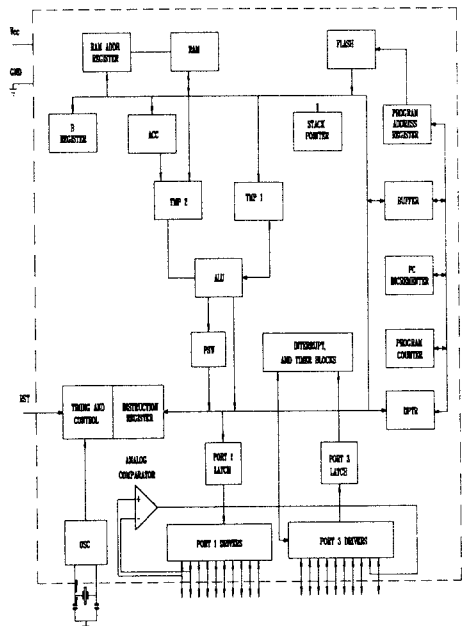 Vcc
GND
RAM ADDR
REGISTER
RAM
FLASH
B
REGISTER
ACC
STACK
POINTER
PROGRAM
ADDRESS
REGISTER
TMP 2
TMP 1
BUFFER
ALU
PC
INCREMENTER
PSW
INTERRUPT,
AND TIMER BLOCKS
PROGRAM
COUNTER
RST
TIMING AND
CONTROL
INSTRUCTION
REGISTER
DPTR
ANALOG
COMPARATOR
PORT 1
LATCH
PORT 3
LATCH
+
-
OSC
PORT 1 DRIVERS
PORT 3 DRIVERS